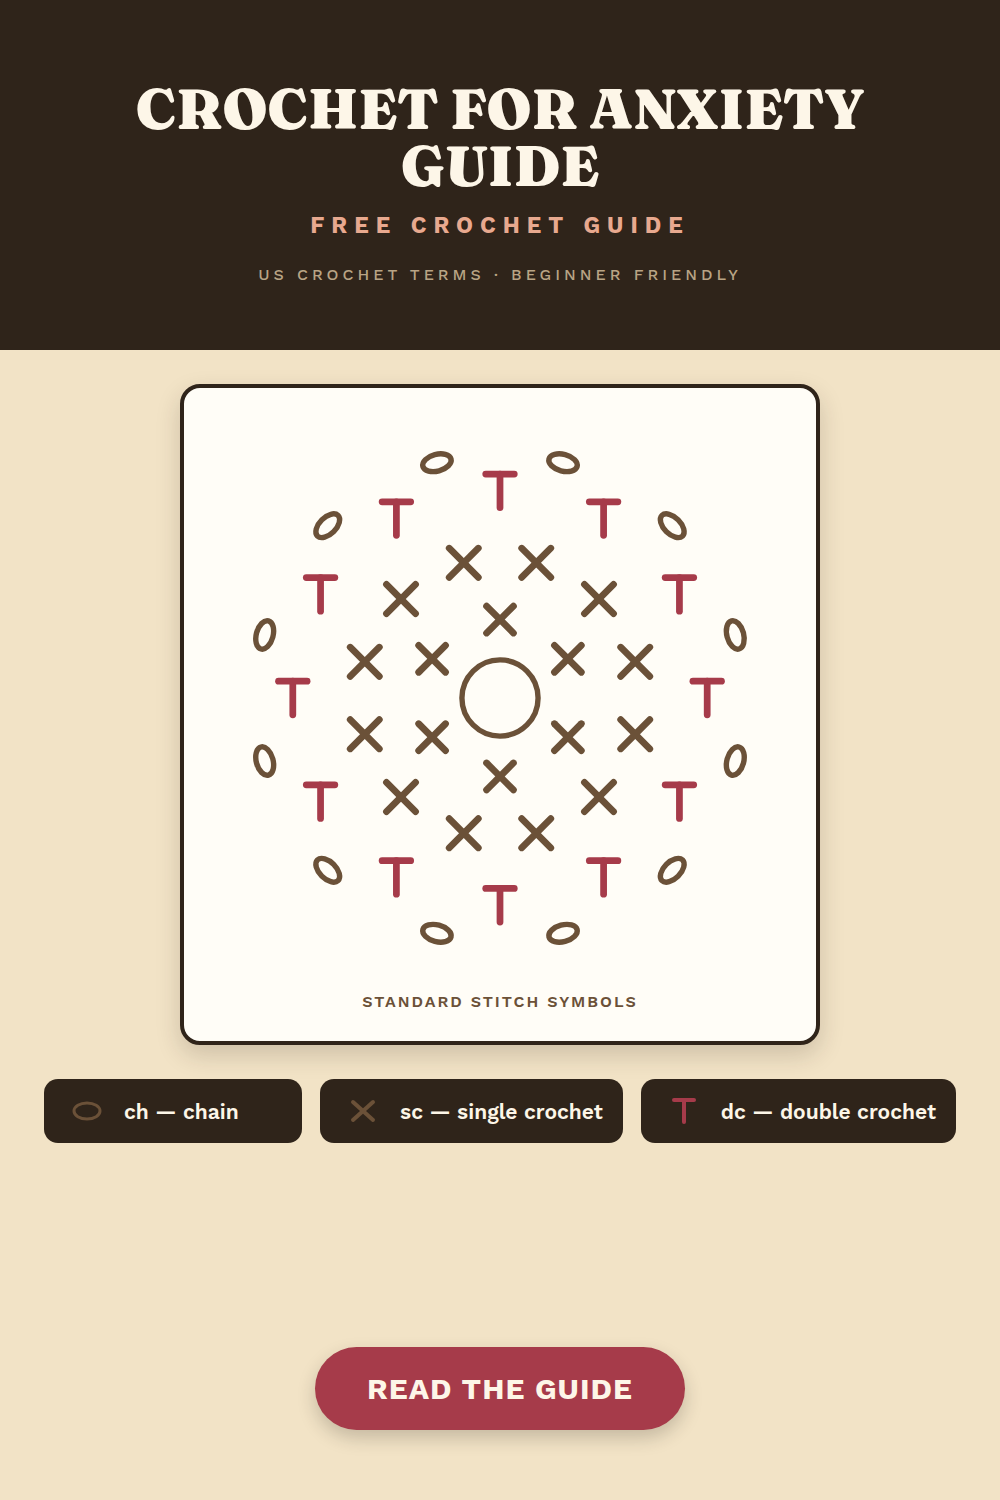 CROCHET FOR ANXIETY
GUIDE
FREE CROCHET GUIDE
US CROCHET TERMS · BEGINNER FRIENDLY
STANDARD STITCH SYMBOLS
ch — chain
sc — single crochet
dc — double crochet
READ THE GUIDE